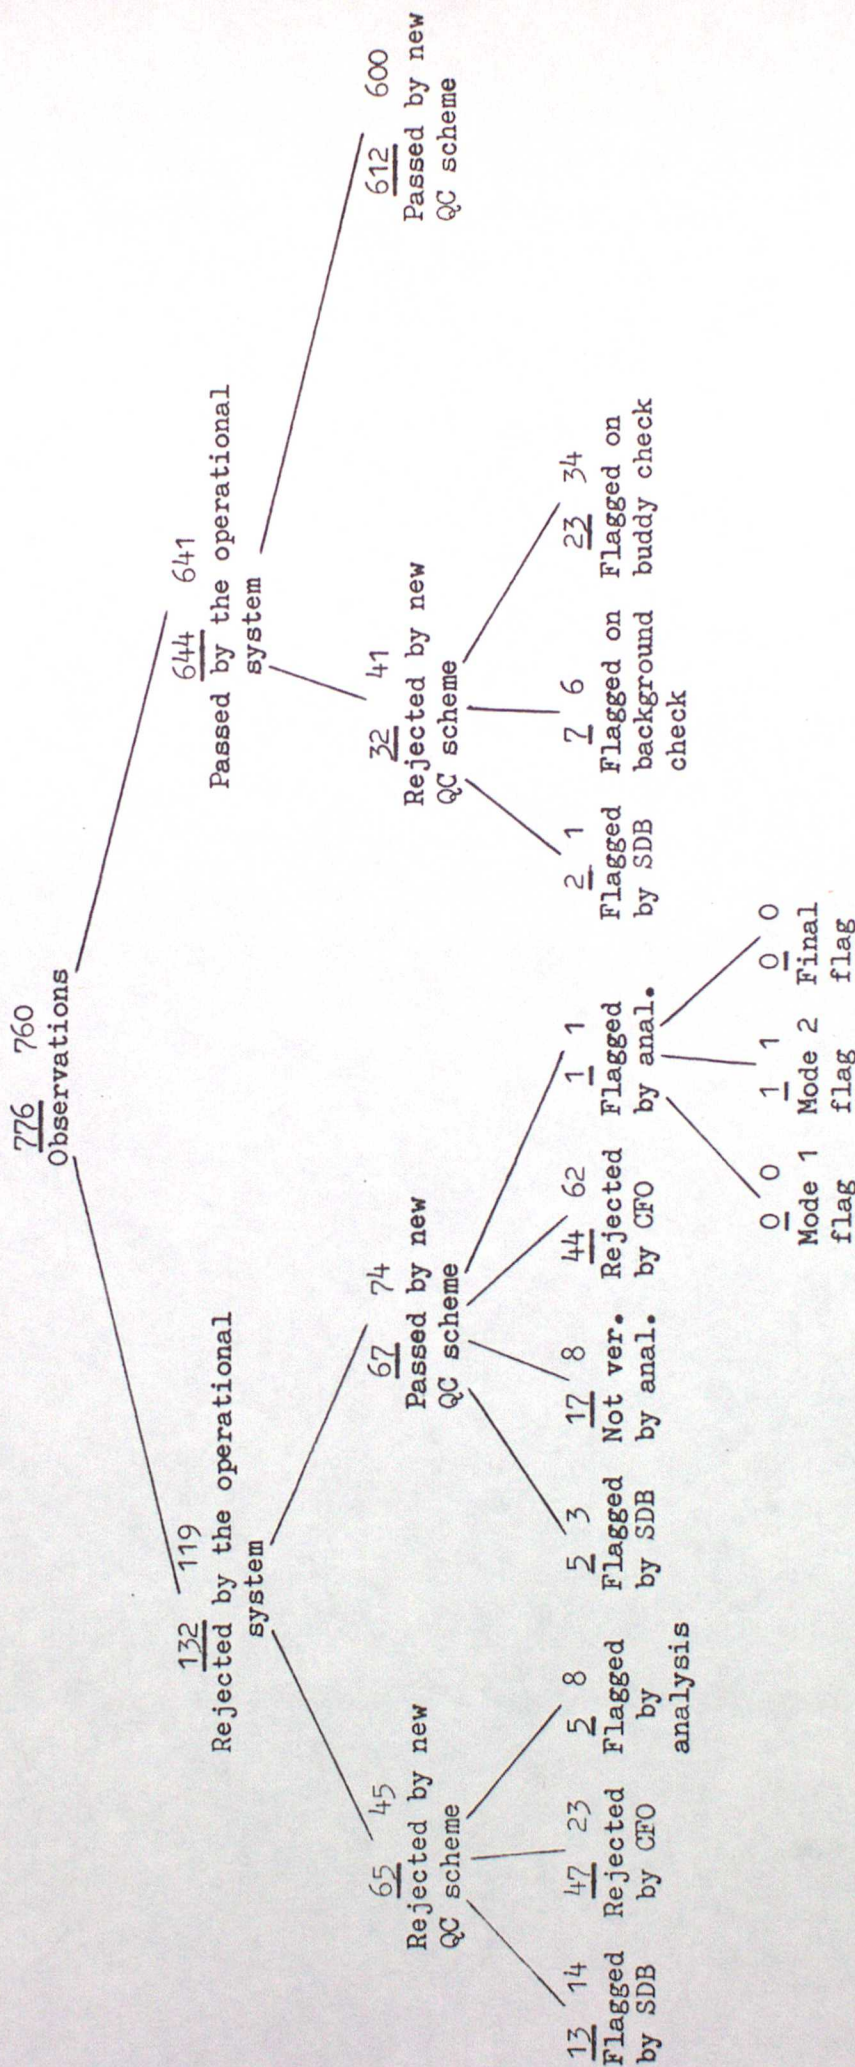 776 760
Observations
132 119
Rejected by the operational
system
644 641
Passed by the operational
system
65 45
Rejected by new
QC scheme
67 74
Passed by new
QC scheme
32 41
Rejected by new
QC scheme
612 600
Passed by new
QC scheme
13 14
Flagged
by SDB
47 23
Rejected
by CFO
5 8
Flagged
by
analysis
5 3
Flagged
by SDB
17 8
Not ver.
by anal.
44 62
Rejected
by CFO
1 1
Flagged
by anal.
2 1
Flagged
by SDB
7 6
Flagged on
background
check
23 34
Flagged on
buddy check
0 0
Mode 1
flag
1 1
Mode 2
flag
0 0
Final
flag